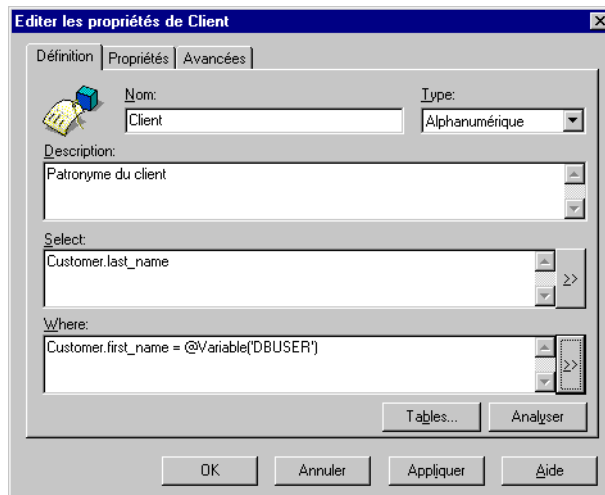 Editer les propriétés de Client
Définition Propriétés Avancées
Nom: Type:
Client Alphanumérique
Description:
Patronyme du client
Select:
Customer.last_name
>>
Where:
Customer.first_name = @Variable('DBUSER')
>>
Tables... Analyser
OK Annuler Appliquer Aide